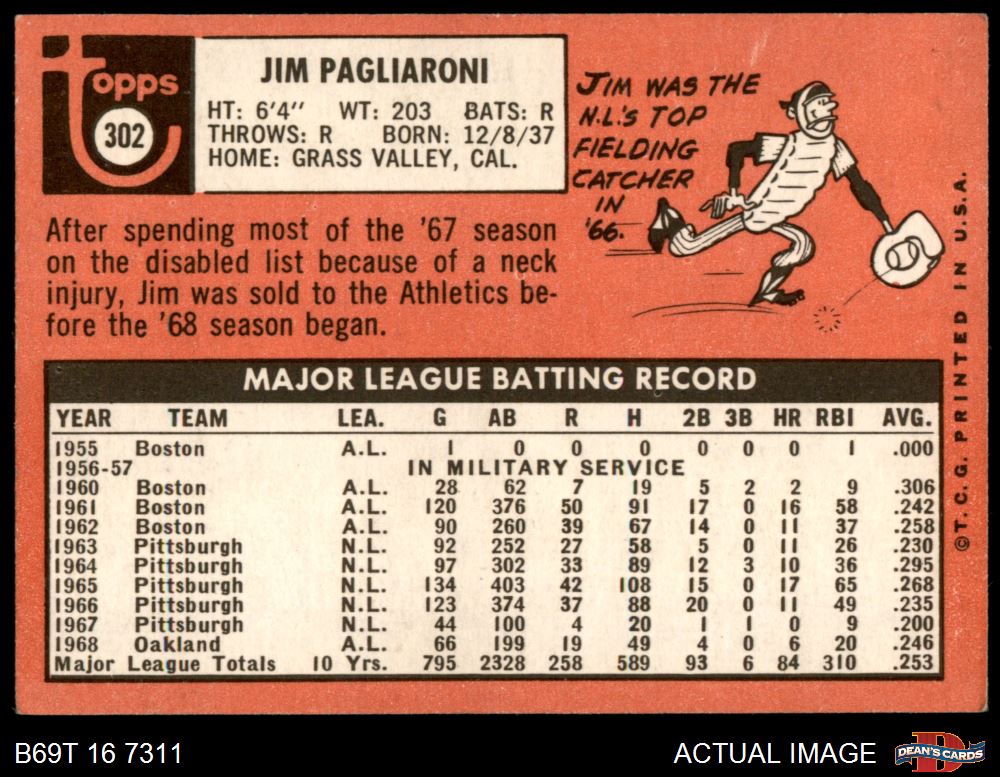 topps
302
JIM PAGLIARONI
HT: 6'4" WT: 203 BATS: R
THROWS: R BORN: 12/8/37
HOME: GRASS VALLEY, CAL.
JIM WAS THE
N.L.'S TOP
FIELDING
CATCHER
IN
'66.
After spending most of the '67 season
on the disabled list because of a neck
injury, Jim was sold to the Athletics be-
fore the '68 season began.
MAJOR LEAGUE BATTING RECORD
YEAR TEAM LEA. G AB R H 2B 3B HR RBI AVG.
1955 Boston A.L. 1 0 0 0 0 0 0 1 .000
1956-57 IN MILITARY SERVICE
1960 Boston A.L. 28 62 7 19 5 2 2 9 .306
1961 Boston A.L. 120 376 50 91 17 0 16 58 .242
1962 Boston A.L. 90 260 39 67 14 0 11 37 .258
1963 Pittsburgh N.L. 92 252 27 58 5 0 11 26 .230
1964 Pittsburgh N.L. 97 302 33 89 12 3 10 36 .295
1965 Pittsburgh N.L. 134 403 42 108 15 0 17 65 .268
1966 Pittsburgh N.L. 123 374 37 88 20 0 11 49 .235
1967 Pittsburgh N.L. 44 100 4 20 1 1 0 9 .200
1968 Oakland A.L. 66 199 19 49 4 0 6 20 .246
Major League Totals 10 Yrs. 795 2328 258 589 93 6 84 310 .253
©T.C.G. PRINTED IN U.S.A.
B69T 16 7311
ACTUAL IMAGE
D
DEAN'S CARDS